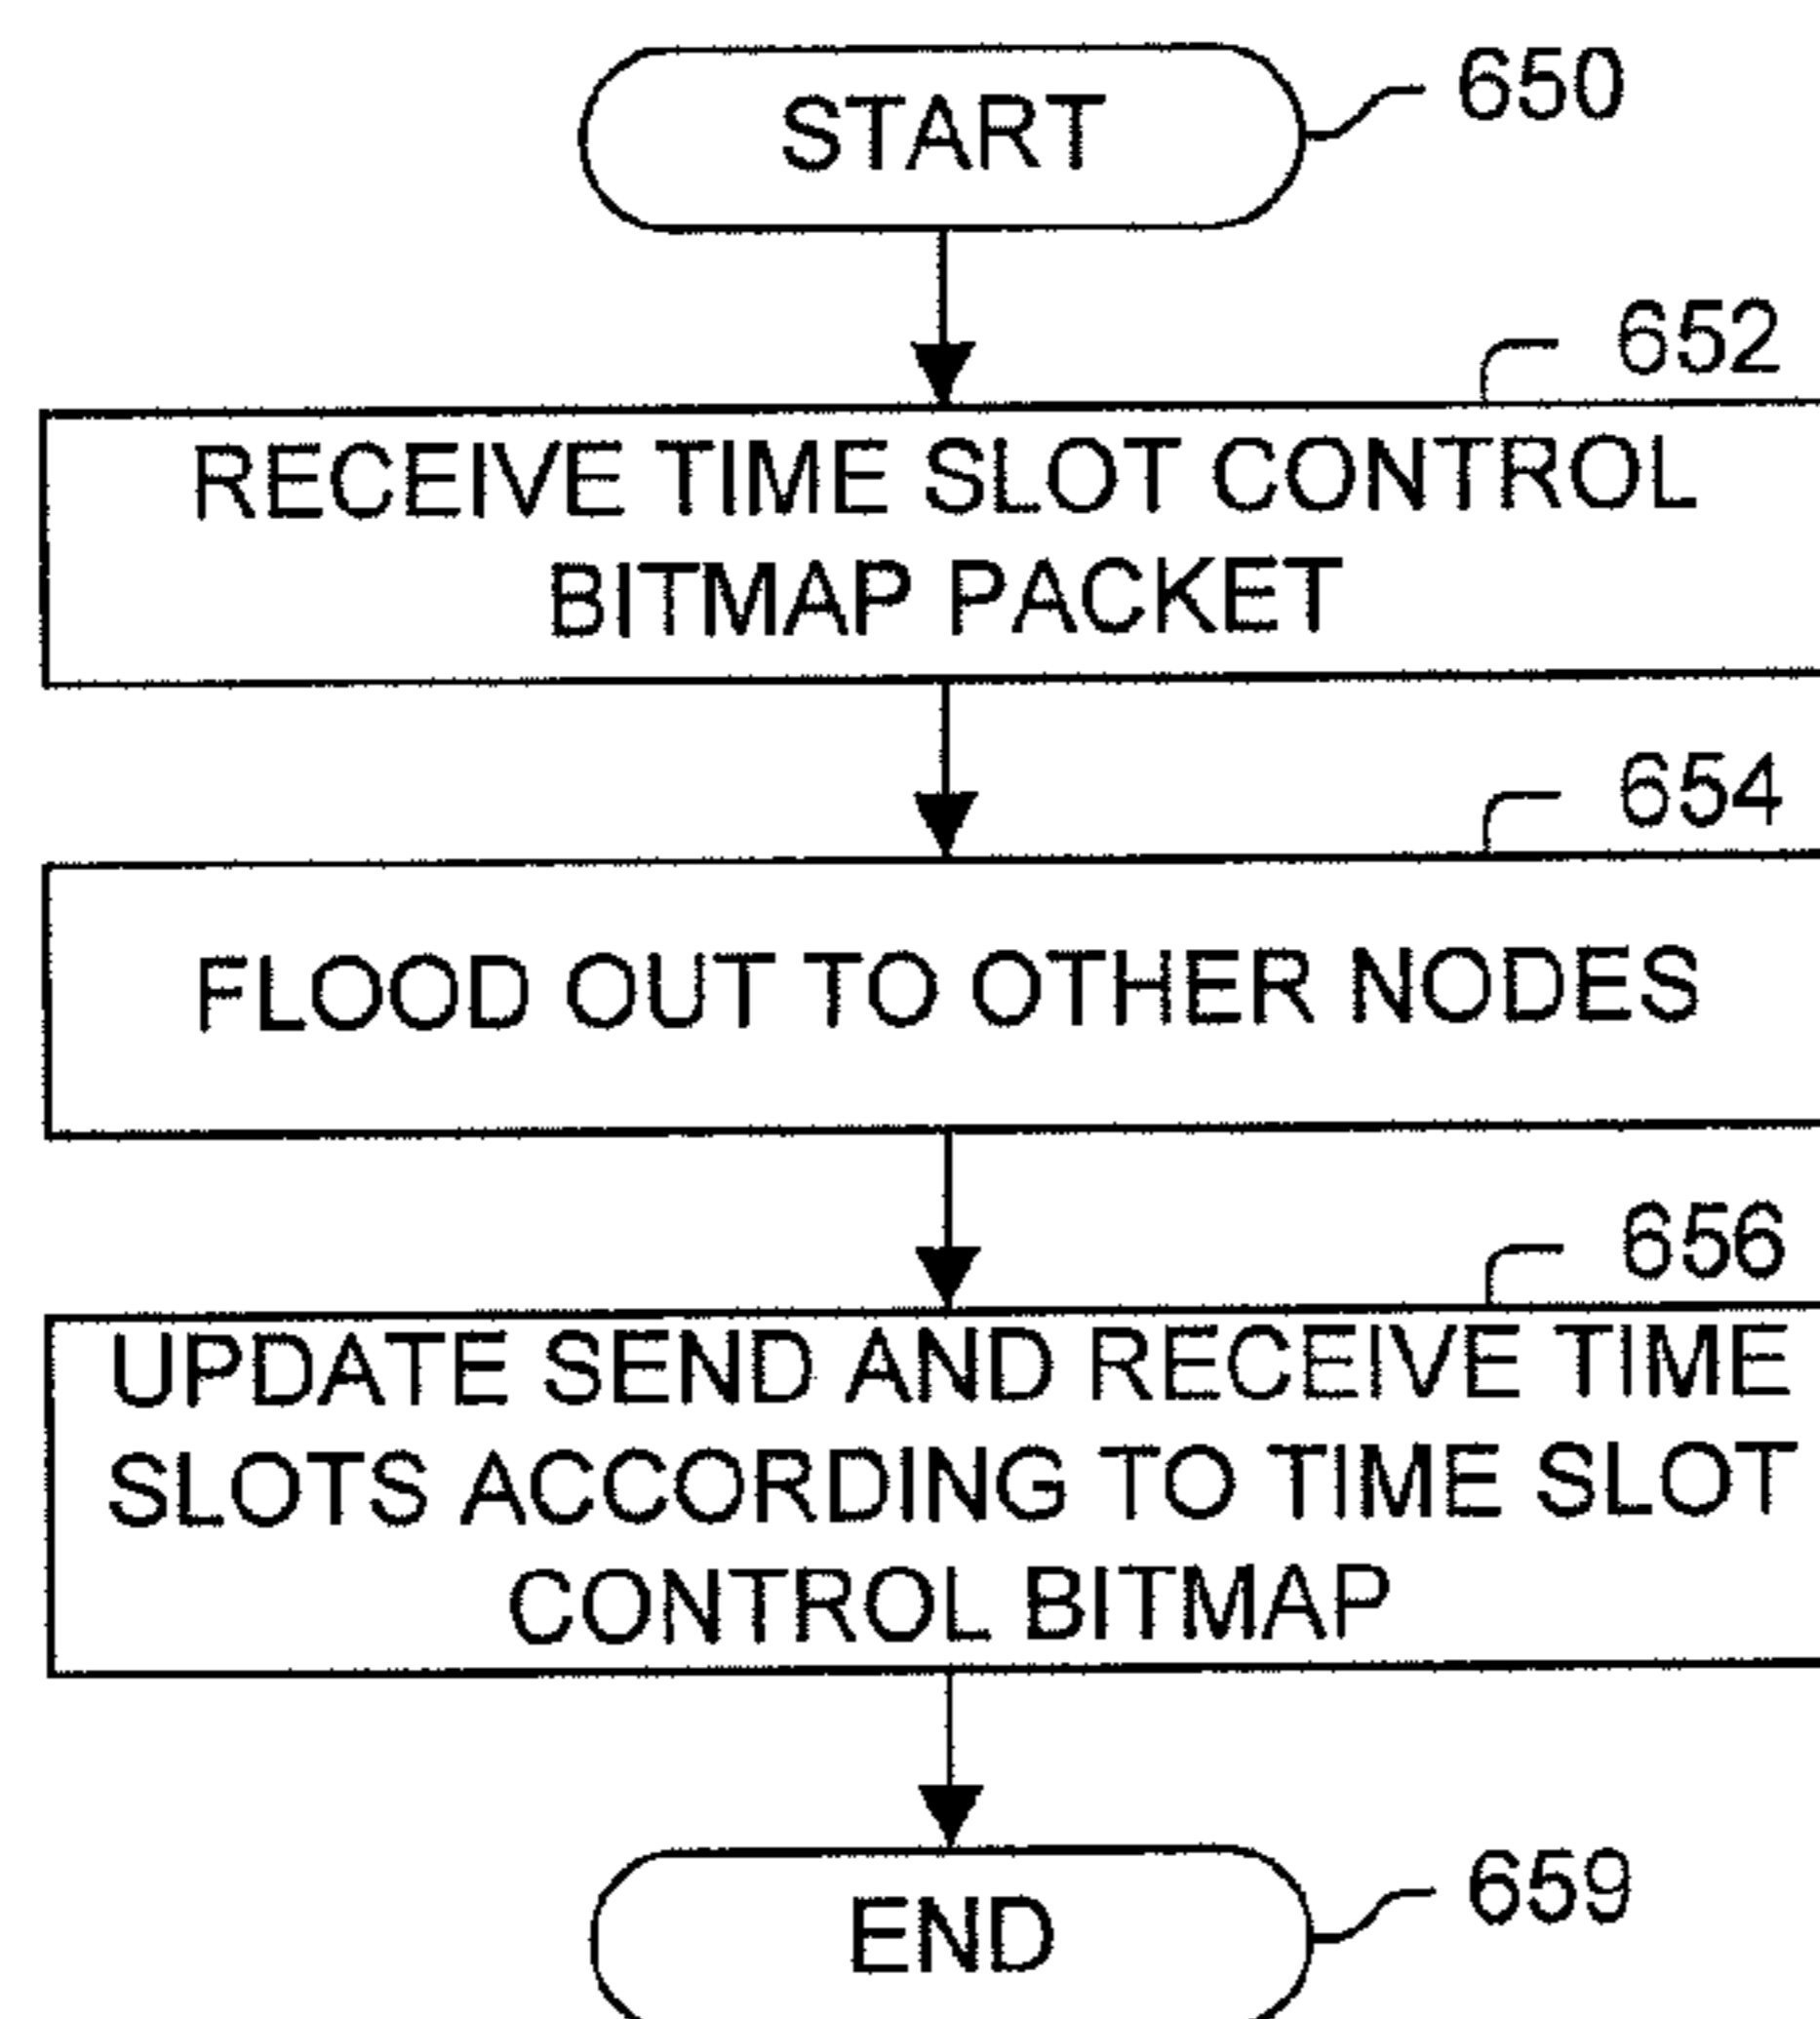 START
650
652
RECEIVE TIME SLOT CONTROL
BITMAP PACKET
654
FLOOD OUT TO OTHER NODES
656
UPDATE SEND AND RECEIVE TIME
SLOTS ACCORDING TO TIME SLOT
CONTROL BITMAP
END
659